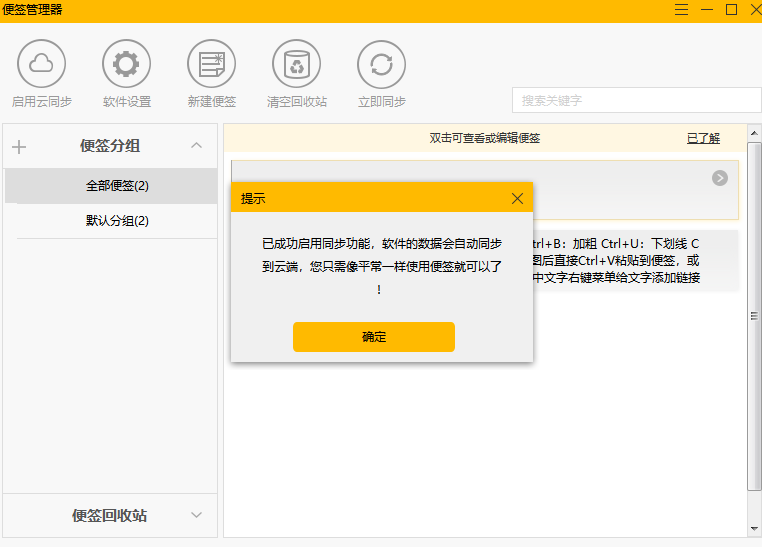 便签管理器
启用云同步 软件设置 新建便签 清空回收站 立即同步
搜索关键字
便签分组
全部便签(2)
默认分组(2)
便签回收站
双击可查看或编辑便签 已了解
提示
已成功启用同步功能，软件的数据会自动同步
到云端，您只需像平常一样使用便签就可以了
！
确定
trl+B：加粗 Ctrl+U：下划线 C
图后直接Ctrl+V粘贴到便签，或
中文字右键菜单给文字添加链接